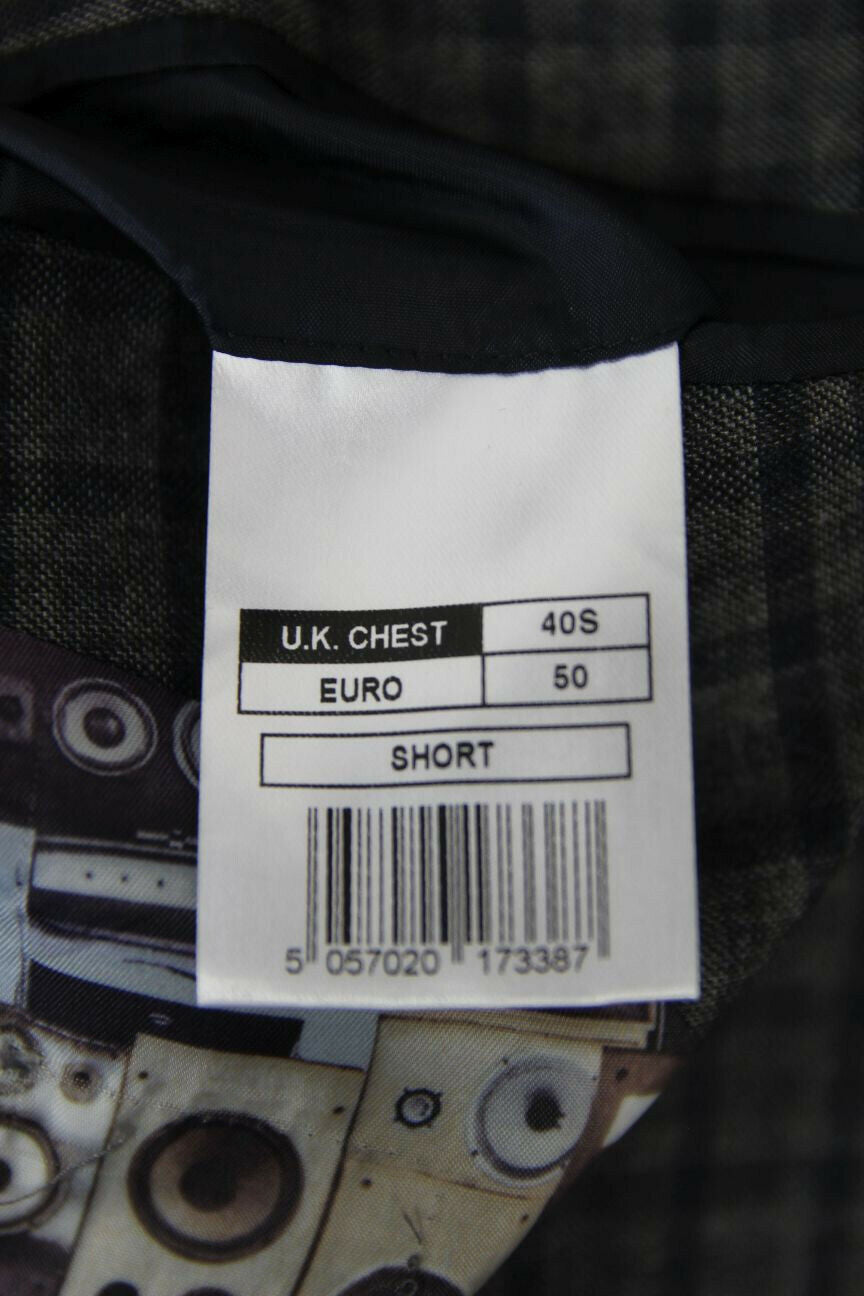 U.K. CHEST 40S
EURO 50
SHORT
5 057020 173387